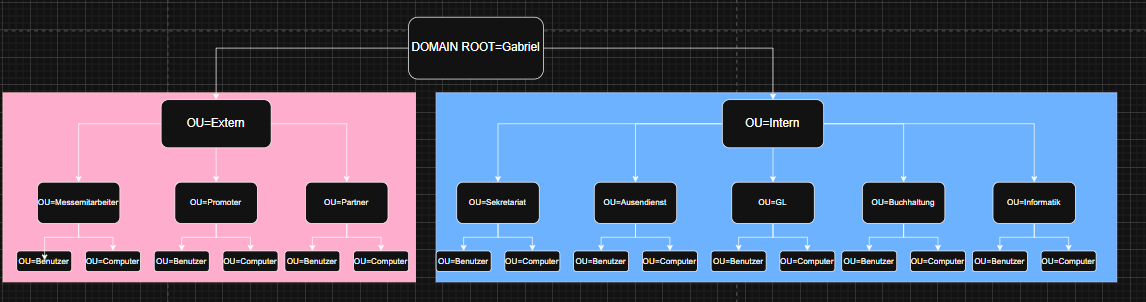 DOMAIN ROOT=Gabriel
OU=Extern
OU=Intern
OU=Messemitarbeiter
OU=Promoter
OU=Partner
OU=Sekretariat
OU=Ausendienst
OU=GL
OU=Buchhaltung
OU=Informatik
OU=Benutzer
OU=Computer
OU=Benutzer
OU=Computer
OU=Benutzer
OU=Computer
OU=Benutzer
OU=Computer
OU=Benutzer
OU=Computer
OU=Benutzer
OU=Computer
OU=Benutzer
OU=Computer
OU=Benutzer
OU=Computer